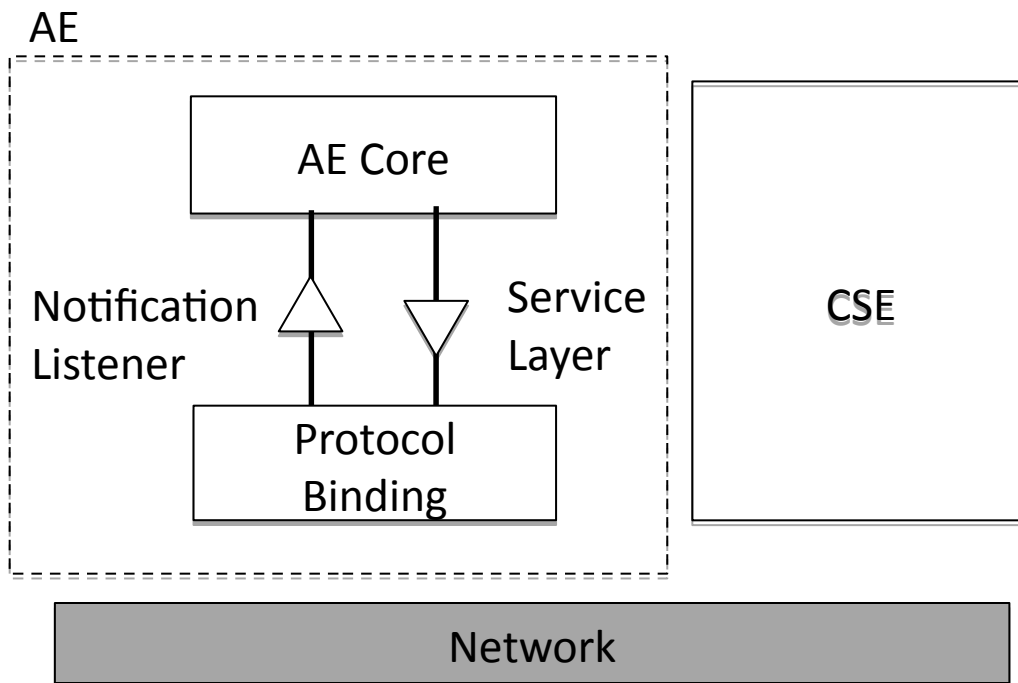 AE
AE Core
Notification
Listener
Service
Layer
CSE
Protocol
Binding
Network